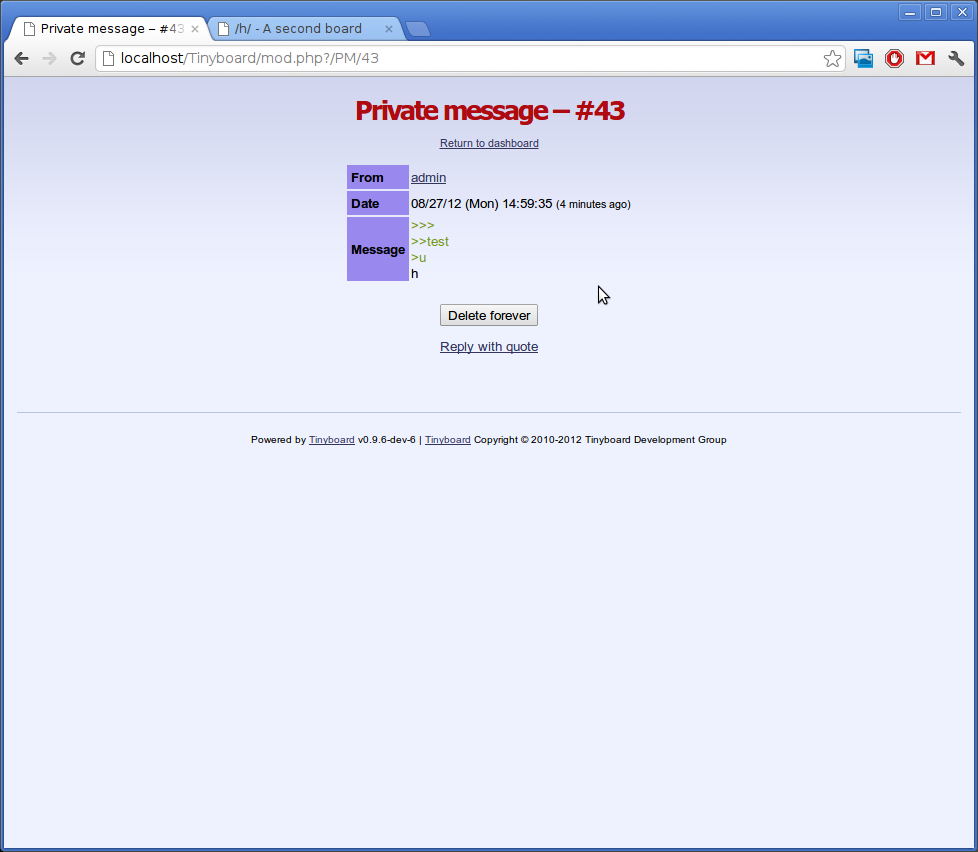 Private message – #43
/h/ - A second board
localhost/Tinyboard/mod.php?/PM/43
Private message – #43
Return to dashboard
From admin
Date 08/27/12 (Mon) 14:59:35 (4 minutes ago)
Message
>>>
>>test
>u
h
Delete forever
Reply with quote
Powered by Tinyboard v0.9.6-dev-6 | Tinyboard Copyright © 2010-2012 Tinyboard Development Group